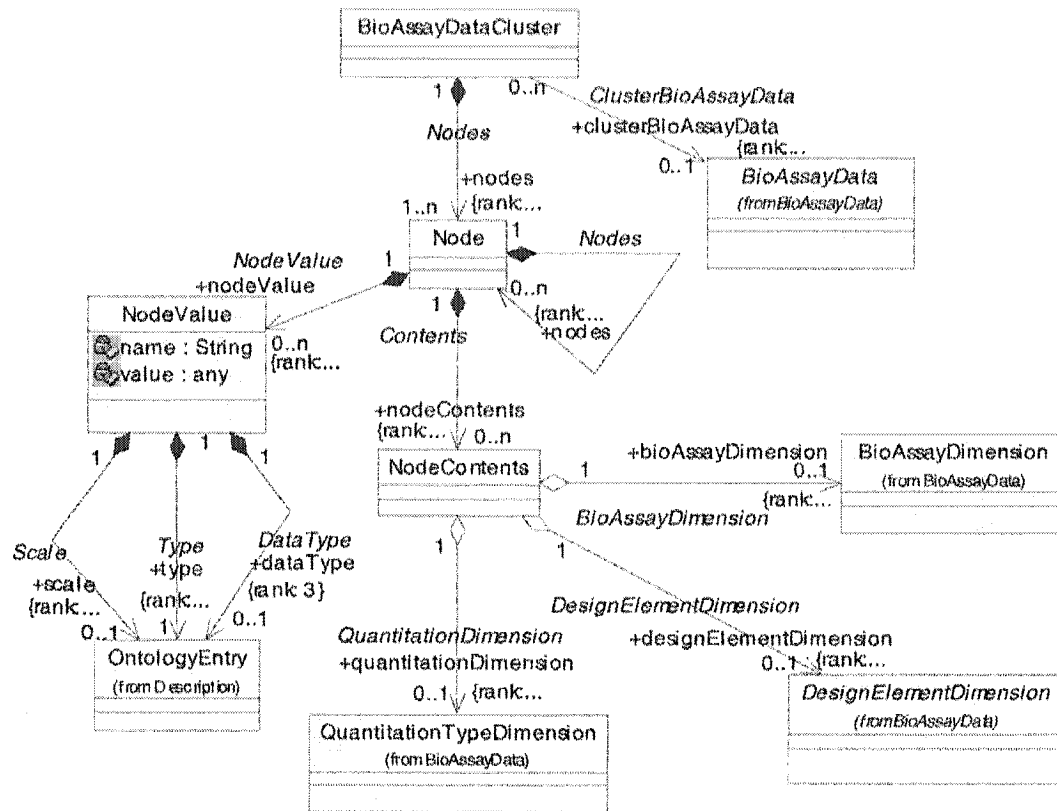 BioAssayDataCluster
1
0..n
ClusterBioAssayData
+clusterBioAssayData
{rank:...
0..1
Nodes
+nodes
1..n
{rank:...
BioAssayData
(from BioAssayData)
Node
1
Nodes
1
NodeValue
+nodeValue
0..n
{rank:...
+nodes
1
Contents
NodeValue
name : String
value : any
0..n
{rank:...
+nodeContents
{rank:...
0..n
NodeContents
1
+bioAssayDimension
0..1
{rank:...
BioAssayDimension
BioAssayDimension
(from BioAssayData)
1
1
1
1
1
Scale
+scale
{rank:...
0..1
Type
+type
{rank:...
1
DataType
+dataType
{rank: 3}
0..1
DesignElementDimension
+designElementDimension
0..1
{rank:...
QuantitationDimension
+quantitationDimension
0..1
{rank:...
OntologyEntry
(from Description)
DesignElementDimension
(from BioAssayData)
QuantitationTypeDimension
(from BioAssayData)